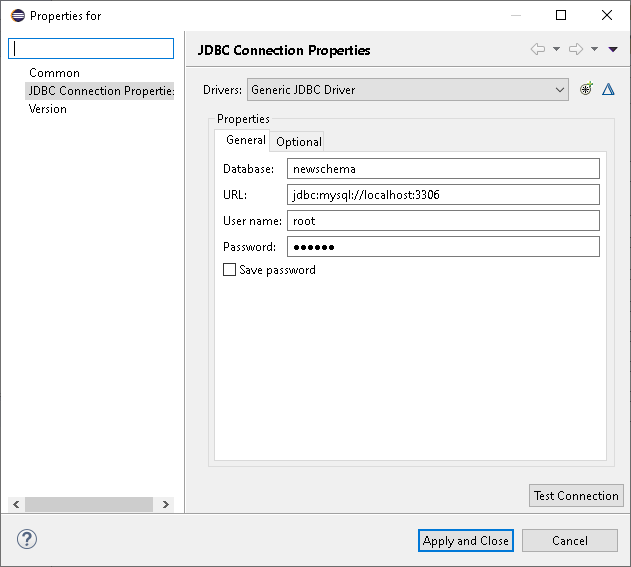 Properties for
Common
JDBC Connection Propertie
Version
JDBC Connection Properties
Drivers: Generic JDBC Driver
Properties
General Optional
Database: newschema
URL: jdbc:mysql://localhost:3306
User name: root
Password: ●●●●●●
Save password
Test Connection
? Apply and Close Cancel